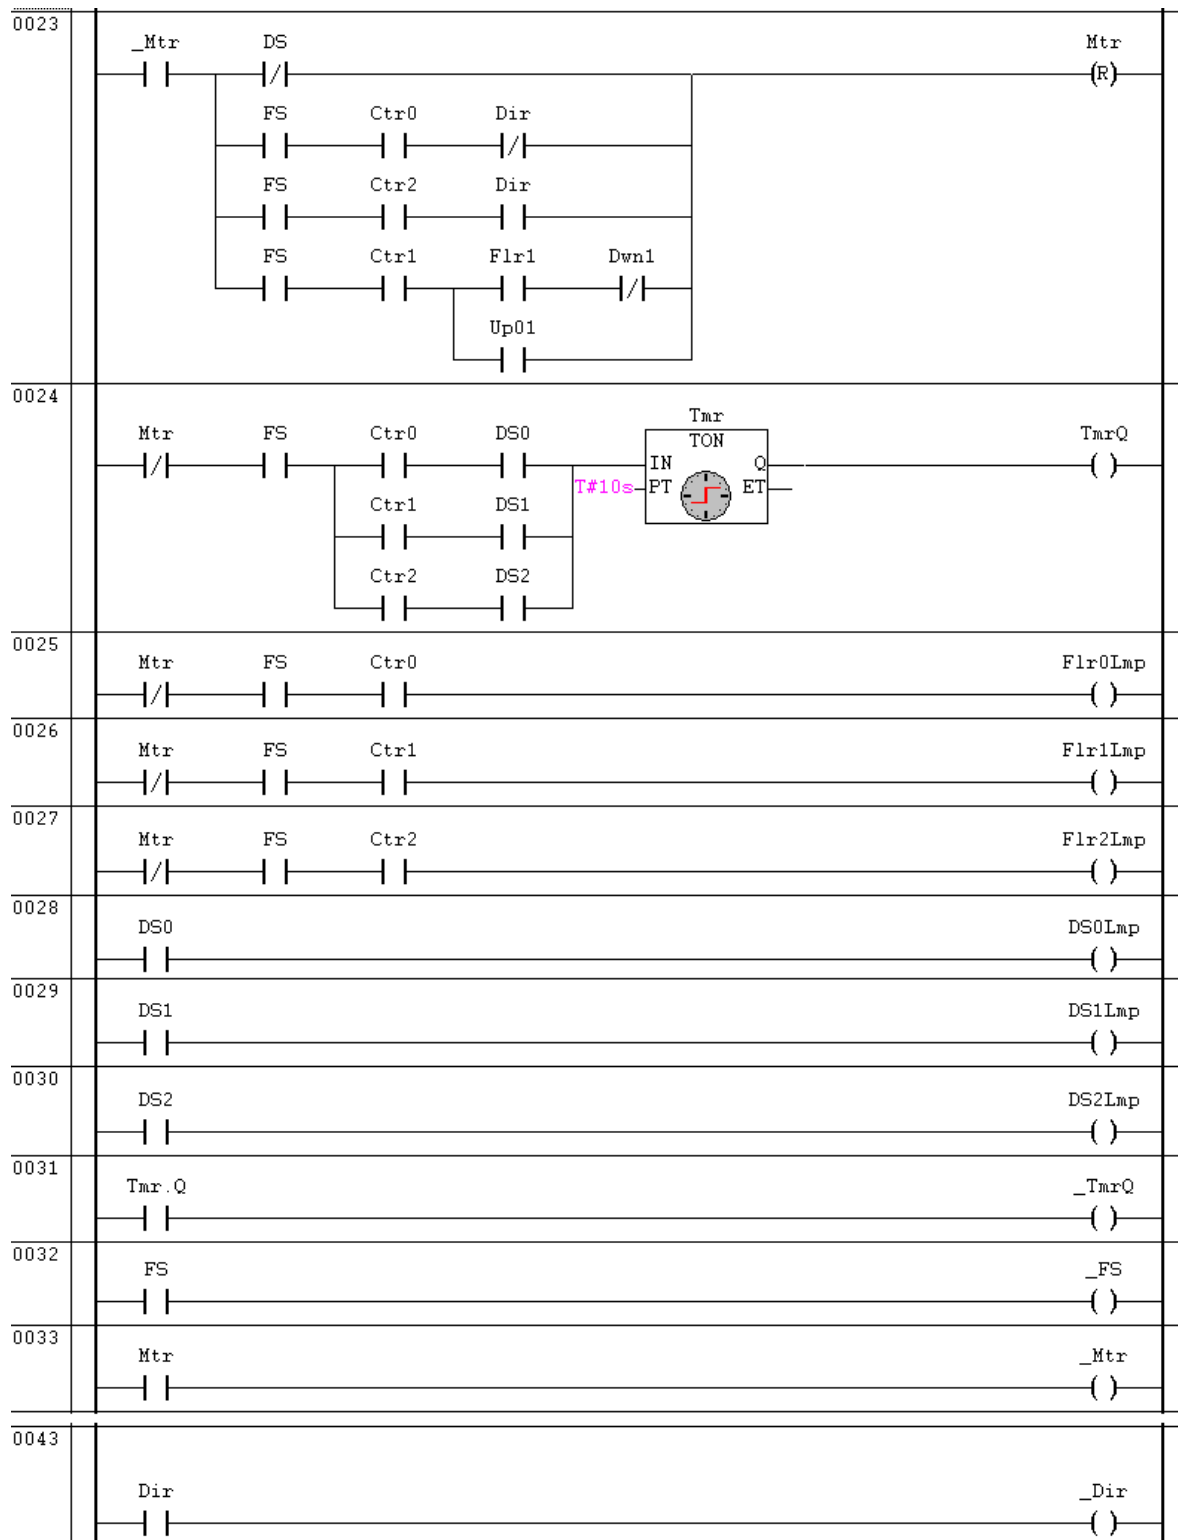 0023
_Mtr DS Mtr
(R)
FS Ctr0 Dir
FS Ctr2 Dir
FS Ctr1 Flr1 Dwn1
Up01
0024
Tmr
Mtr FS Ctr0 DS0 TON TmrQ
IN Q
T#10s PT ET
Ctr1 DS1
Ctr2 DS2
0025
Mtr FS Ctr0 Flr0Lmp
0026
Mtr FS Ctr1 Flr1Lmp
0027
Mtr FS Ctr2 Flr2Lmp
0028
DS0 DS0Lmp
0029
DS1 DS1Lmp
0030
DS2 DS2Lmp
0031
Tmr.Q _TmrQ
0032
FS _FS
0033
Mtr _Mtr
0043
Dir _Dir